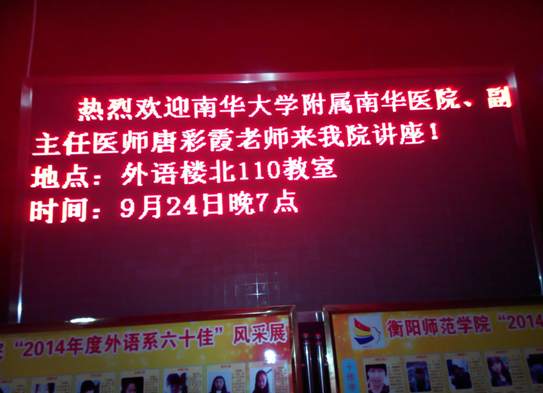 热烈欢迎南华大学附属南华医院、副
主任医师唐彩霞老师来我院讲座！
地点：外语楼北110教室
时间：9月24日晚7点
“2014年度外语系六十佳”风采展
衡阳师范学院“2014